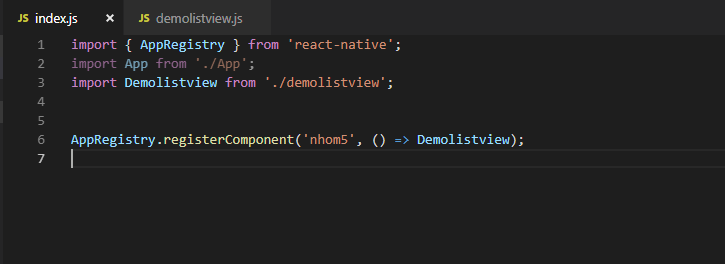 JS index.js × JS demolistview.js
1 import { AppRegistry } from 'react-native';
2 import App from './App';
3 import Demolistview from './demolistview';
4
5
6 AppRegistry.registerComponent('nhom5', () => Demolistview);
7